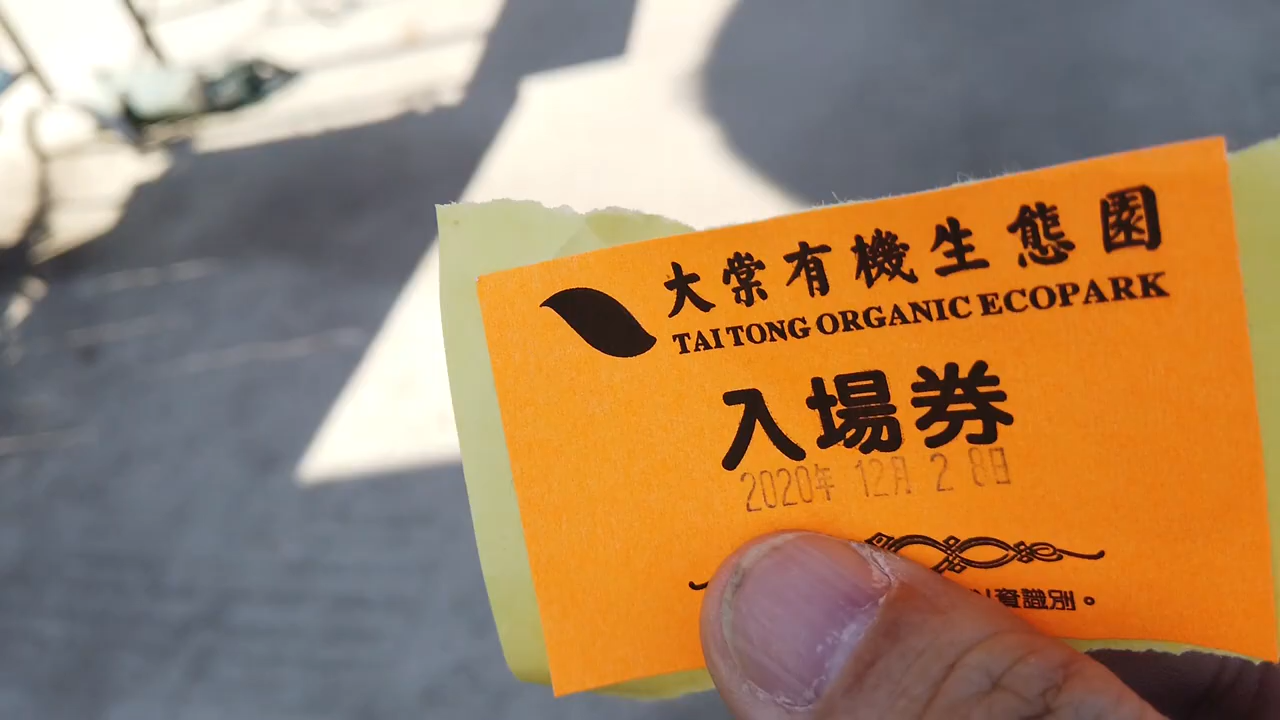 大棠有機生態園
TAI TONG ORGANIC ECOPARK
入場券
2020年 12月 2 8日
資識別。